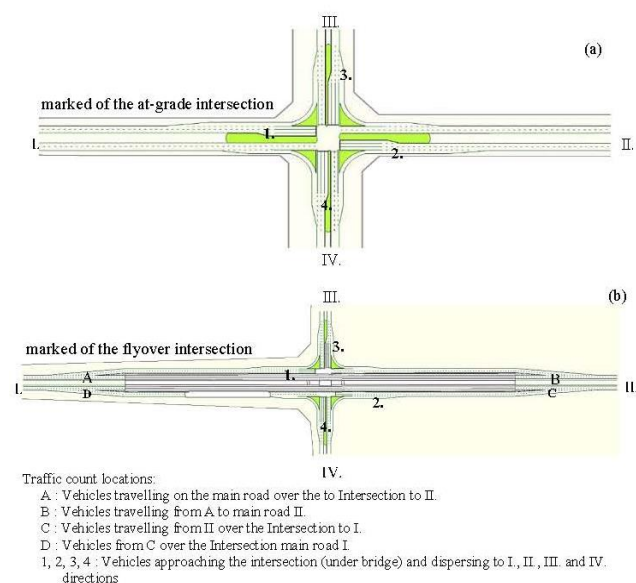 III.
(a)
3.
marked of the at-grade intersection
1.
I.
II.
2.
4.
IV.
III.
(b)
marked of the flyover intersection
3.
1.
A
B
I.
II.
D
C
2.
4.
IV.
Traffic count locations:
A : Vehicles travelling on the main road over the to Intersection to II.
B : Vehicles travelling from A to main road II.
C : Vehicles travelling from II over the Intersection to I.
D : Vehicles from C over the Intersection main road I.
1, 2, 3, 4 : Vehicles approaching the intersection (under bridge) and dispersing to I., II , III. and IV.
directions